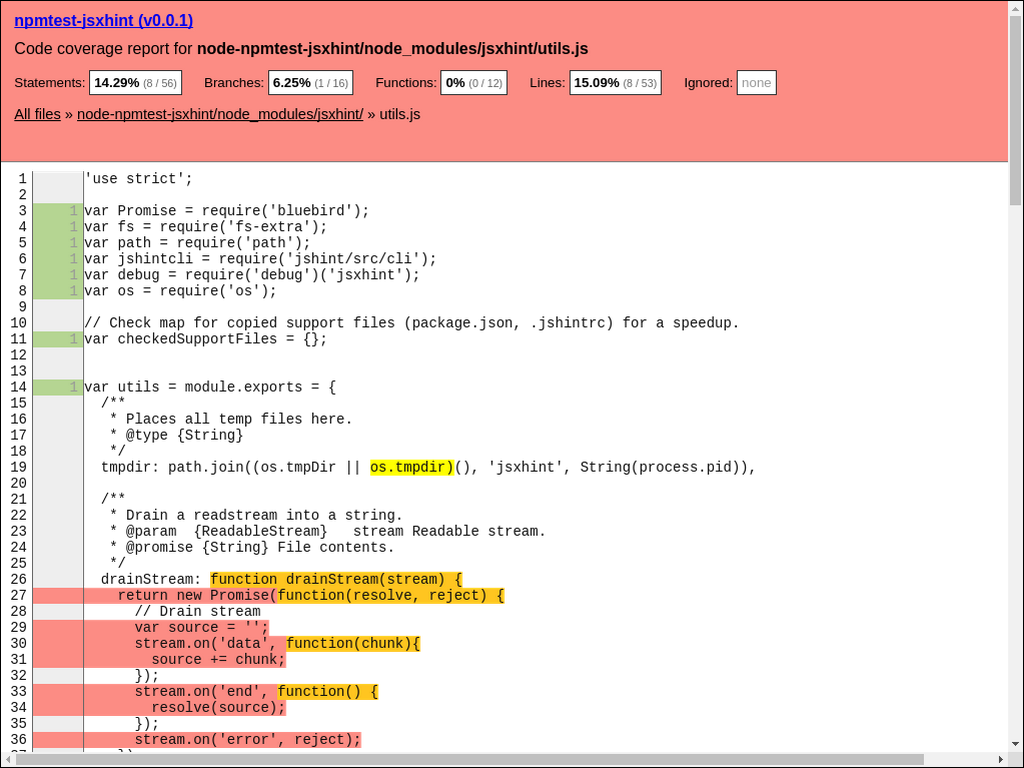 npmtest-jsxhint (v0.0.1)
Code coverage report for node-npmtest-jsxhint/node_modules/jsxhint/utils.js
Statements: 14.29% (8 / 56) Branches: 6.25% (1 / 16) Functions: 0% (0 / 12) Lines: 15.09% (8 / 53) Ignored: none
All files » node-npmtest-jsxhint/node_modules/jsxhint/ » utils.js
1 'use strict';
2
3 1 var Promise = require('bluebird');
4 1 var fs = require('fs-extra');
5 1 var path = require('path');
6 1 var jshintcli = require('jshint/src/cli');
7 1 var debug = require('debug')('jsxhint');
8 1 var os = require('os');
9
10 // Check map for copied support files (package.json, .jshintrc) for a speedup.
11 1 var checkedSupportFiles = {};
12
13
14 1 var utils = module.exports = {
15 /**
16 * Places all temp files here.
17 * @type {String}
18 */
19 tmpdir: path.join((os.tmpDir || os.tmpdir)(), 'jsxhint', String(process.pid)),
20
21 /**
22 * Drain a readstream into a string.
23 * @param  {ReadableStream}   stream Readable stream.
24 * @promise {String} File contents.
25 */
26 drainStream: function drainStream(stream) {
27 return new Promise(function(resolve, reject) {
28 // Drain stream
29 var source = '';
30 stream.on('data', function(chunk){
31 source += chunk;
32 });
33 stream.on('end', function() {
34 resolve(source);
35 });
36 stream.on('error', reject);